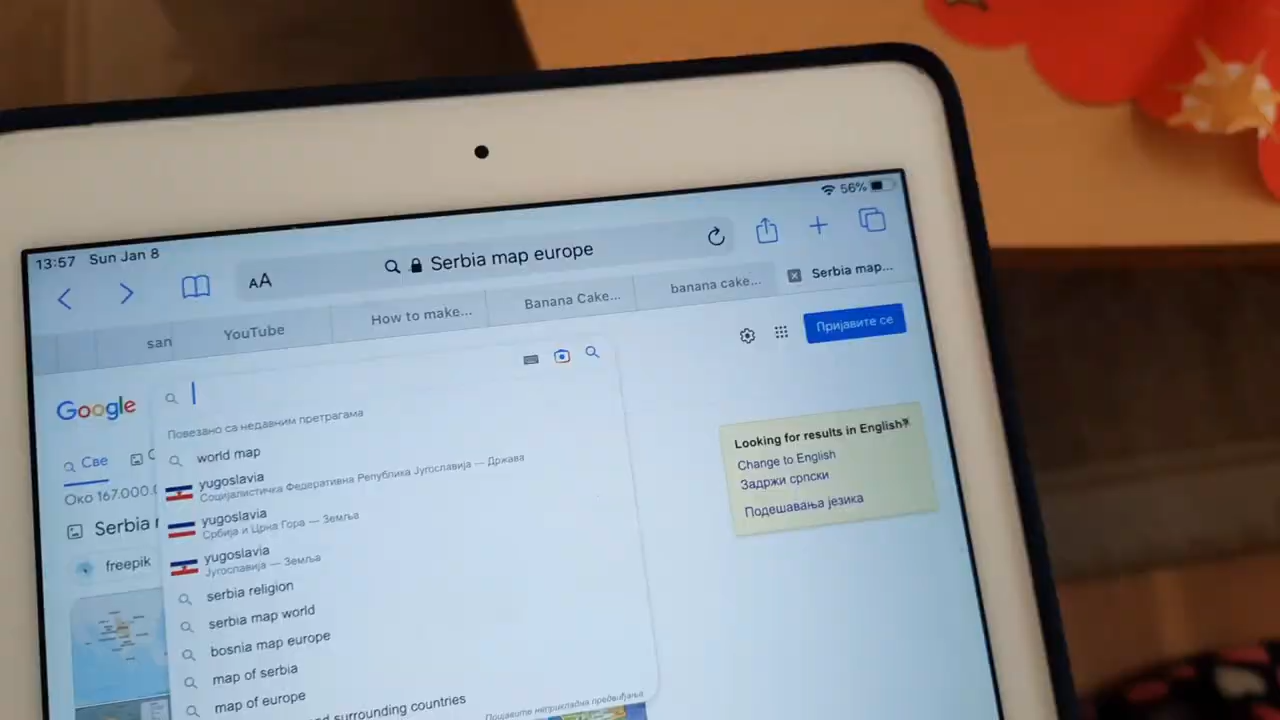 13:57 Sun Jan 8
56%
AA
Serbia map europe
san
YouTube
How to make...
Banana Cake...
banana cake...
Serbia map...
Google
Пријавите се
Повезано са недавним претрагама
Све
world map
yugoslavia
Социјалистичка Федеративна Република Југославија — Држава
Око 167.000.
yugoslavia
Србија и Црна Гора — Земља
Serbia
yugoslavia
Југославија — Земља
freepik
serbia religion
serbia map world
bosnia map europe
map of serbia
map of europe
surrounding countries
Пријавите неприкладна предвиђања
Looking for results in English?
Change to English
Задржи српски
Подешавања језика